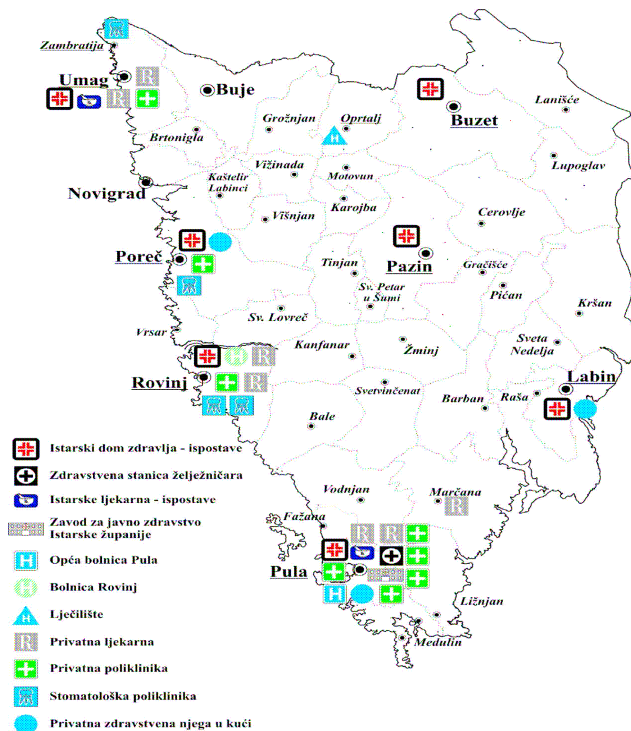 Zambratija
Umag
Buje
Buzet
Lanišće
Grožnjan
Oprtalj
Brtonigla
Lupoglav
Vižinada
Motovun
Kaštelir
Labinci
Novigrad
Karojba
Višnjan
Cerovlje
Poreč
Pazin
Tinjan
Gračišće
Sv. Petar
u Šumi
Pićan
Sv. Lovreč
Kršan
Vrsar
Kanfanar
Žminj
Sveta
Nedelja
Rovinj
Labin
Svetvinčenat
Barban
Raša
Bale
Istarski dom zdravlja - ispostave
Zdravstvena stanica želježničara
Vodnjan
Marčana
Istarske ljekarna - ispostave
Fažana
Zavod za javno zdravstvo
Istarske županije
Pula
Opća bolnica Pula
Bolnica Rovinj
Ližnjan
Lječilište
Medulin
Privatna ljekarna
Privatna poliklinika
Stomatološka poliklinika
Privatna zdravstvena njega u kući